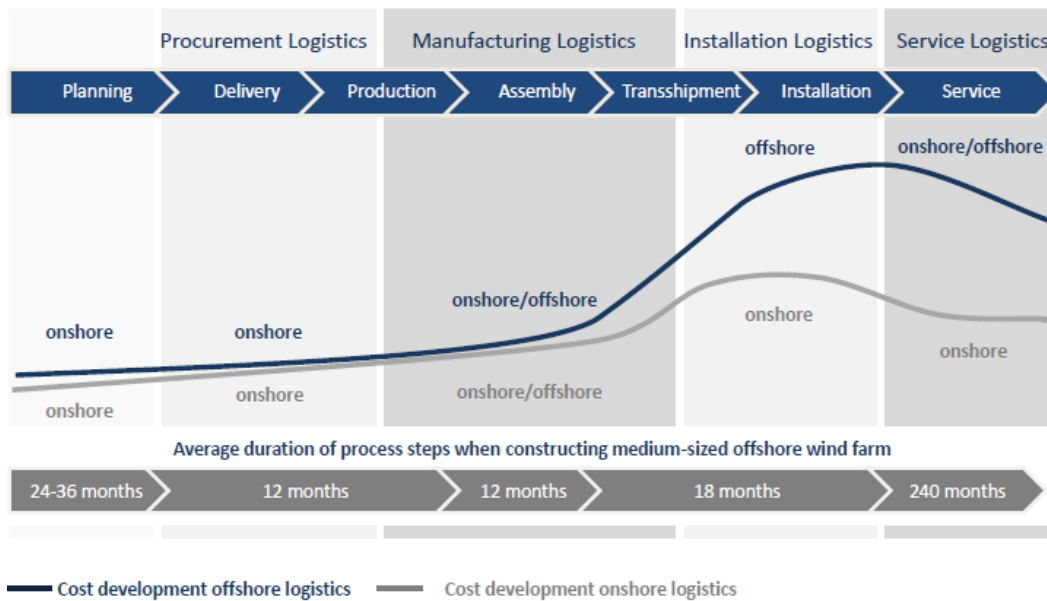 Procurement Logistics Manufacturing Logistics Installation Logistics Service Logistics
Planning Delivery Production Assembly Transshipment Installation Service
offshore onshore/offshore
onshore/offshore
onshore onshore
onshore
onshore
onshore onshore onshore/offshore
Average duration of process steps when constructing medium-sized offshore wind farm
24-36 months 12 months 12 months 18 months 240 months
Cost development offshore logistics Cost development onshore logistics